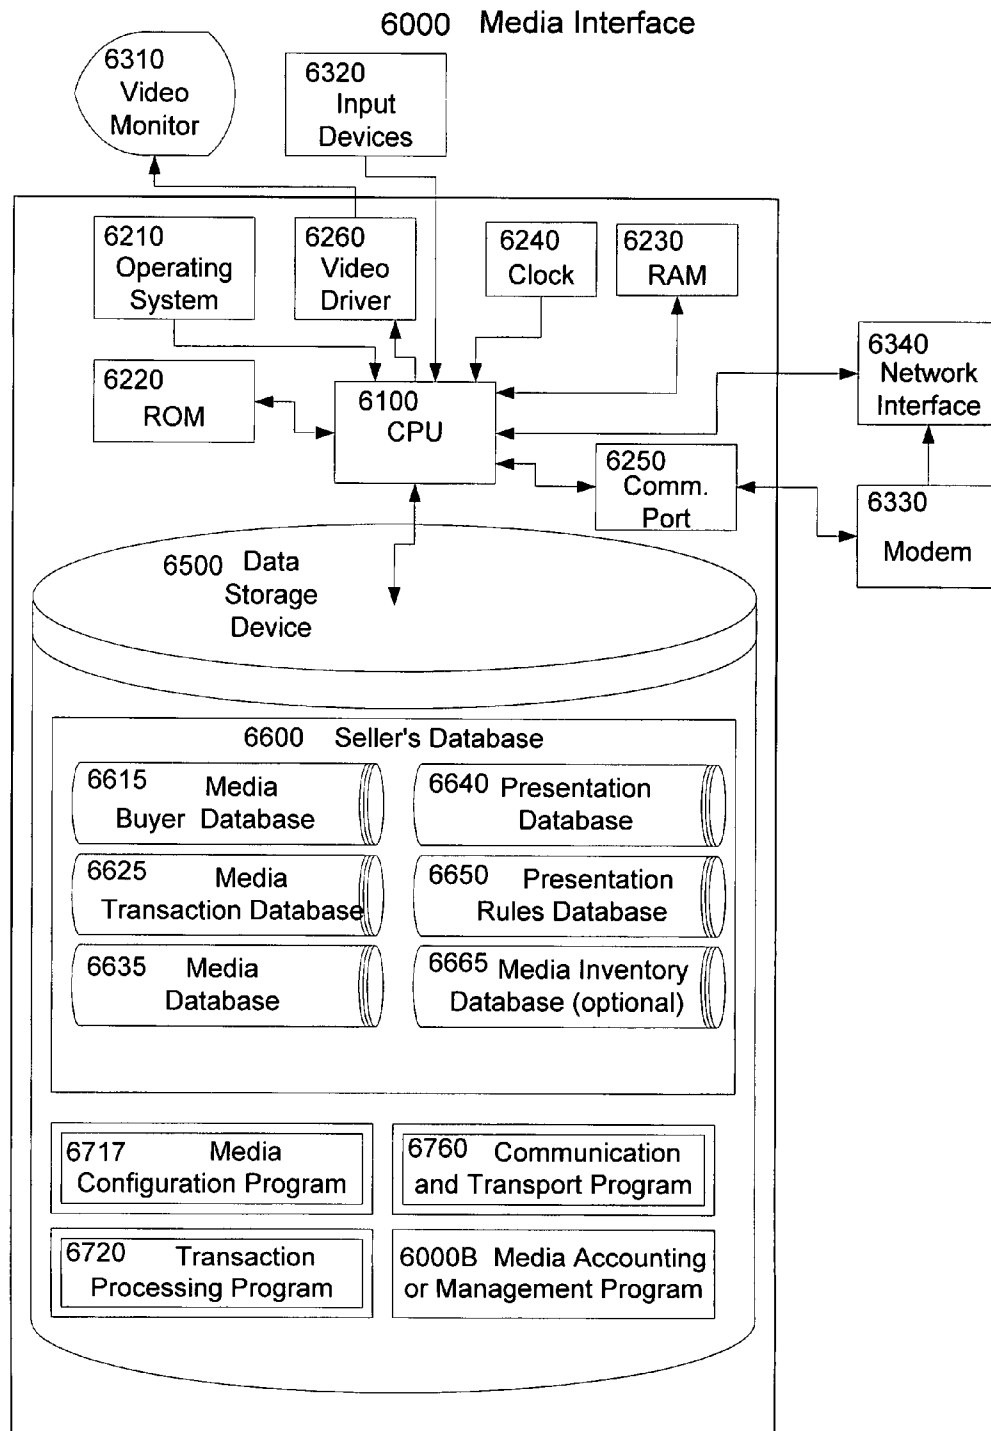 6000 Media Interface
6310
Video
Monitor
6320
Input
Devices
6210
Operating
System
6260
Video
Driver
6240
Clock
6230
RAM
6220
ROM
6100
CPU
6340
Network
Interface
6250
Comm.
Port
6330
Modem
6500 Data
Storage
Device
6600 Seller's Database
6615 Media
Buyer Database
6640 Presentation
Database
6625 Media
Transaction Database
6650 Presentation
Rules Database
6635 Media
Database
6665 Media Inventory
Database (optional)
6717 Media
Configuration Program
6760 Communication
and Transport Program
6720 Transaction
Processing Program
6000B Media Accounting
or Management Program